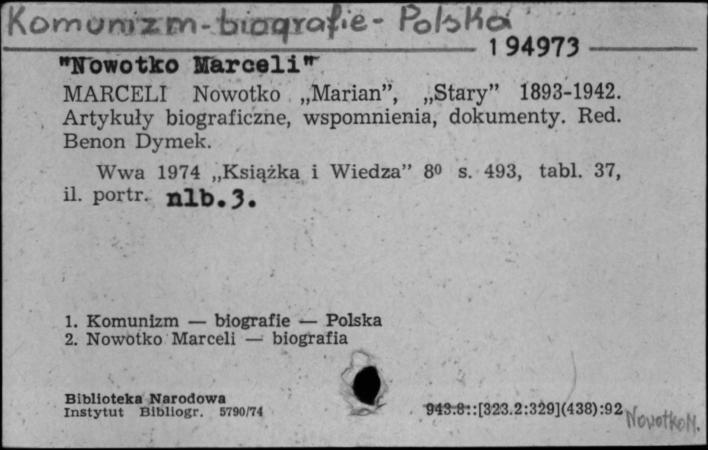 Komunizm - biografie - Polska
194973
"Nowotko Marceli"
MARCELI Nowotko „Marian”, „Stary” 1893-1942.
Artykuły biograficzne, wspomnienia, dokumenty. Red.
Benon Dymek.
Wwa 1974 „Książka i Wiedza” 8⁰ s. 493, tabl. 37,
il. portr. nlb.3.
1. Komunizm — biografie — Polska
2. Nowotko Marceli — biografia
Biblioteka Narodowa
Instytut Bibliogr. 5790/74
943.8::[323.2:329](438):92
Nowotko M.